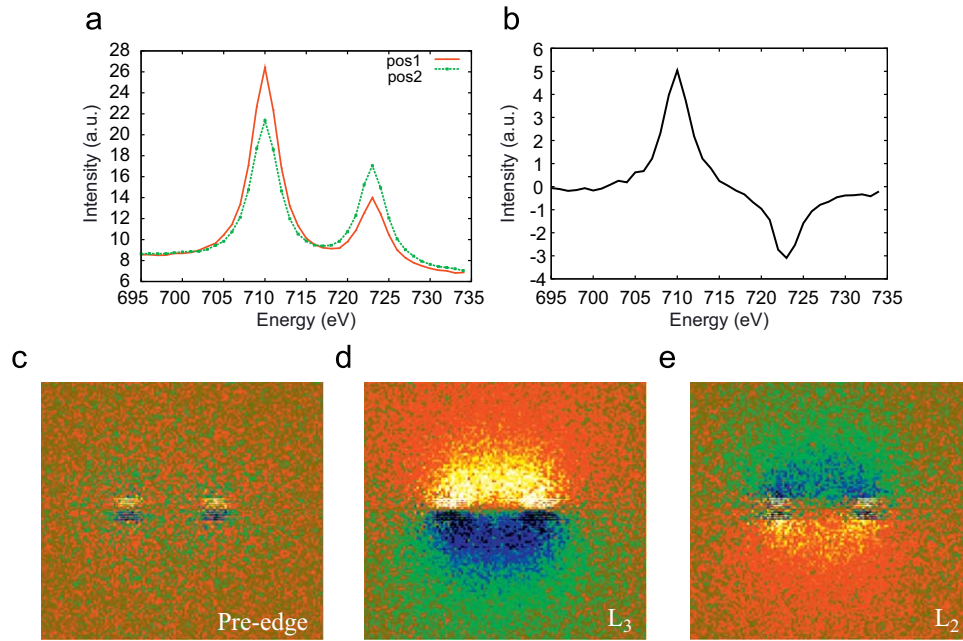 a
28
26
24
22
20
18
16
14
12
10
8
6
Intensity (a.u.)
pos1
pos2
695 700 705 710 715 720 725 730 735
Energy (eV)
b
6
5
4
3
2
1
0
-1
-2
-3
-4
Intensity (a.u.)
695 700 705 710 715 720 725 730 735
Energy (eV)
c
Pre-edge
d
L3
e
L2